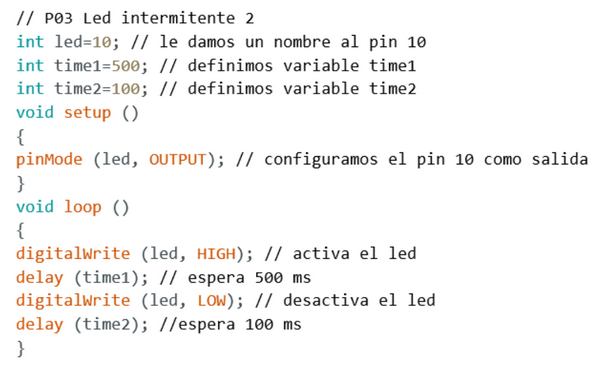 // P03 Led intermitente 2
int led=10; // le damos un nombre al pin 10
int time1=500; // definimos variable time1
int time2=100; // definimos variable time2
void setup ()
{
pinMode (led, OUTPUT); // configuramos el pin 10 como salida
}
void loop ()
{
digitalWrite (led, HIGH); // activa el led
delay (time1); // espera 500 ms
digitalWrite (led, LOW); // desactiva el led
delay (time2); //espera 100 ms
}